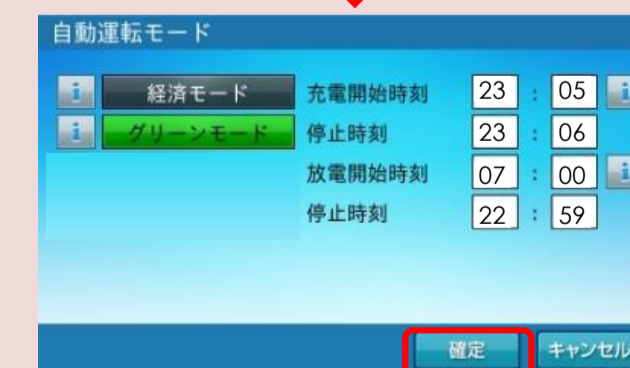 自動運転モード
i 経済モード 充電開始時刻 23 : 05 i
i グリーンモード 停止時刻 23 : 06
放電開始時刻 07 : 00 i
停止時刻 22 : 59
確定 キャンセル